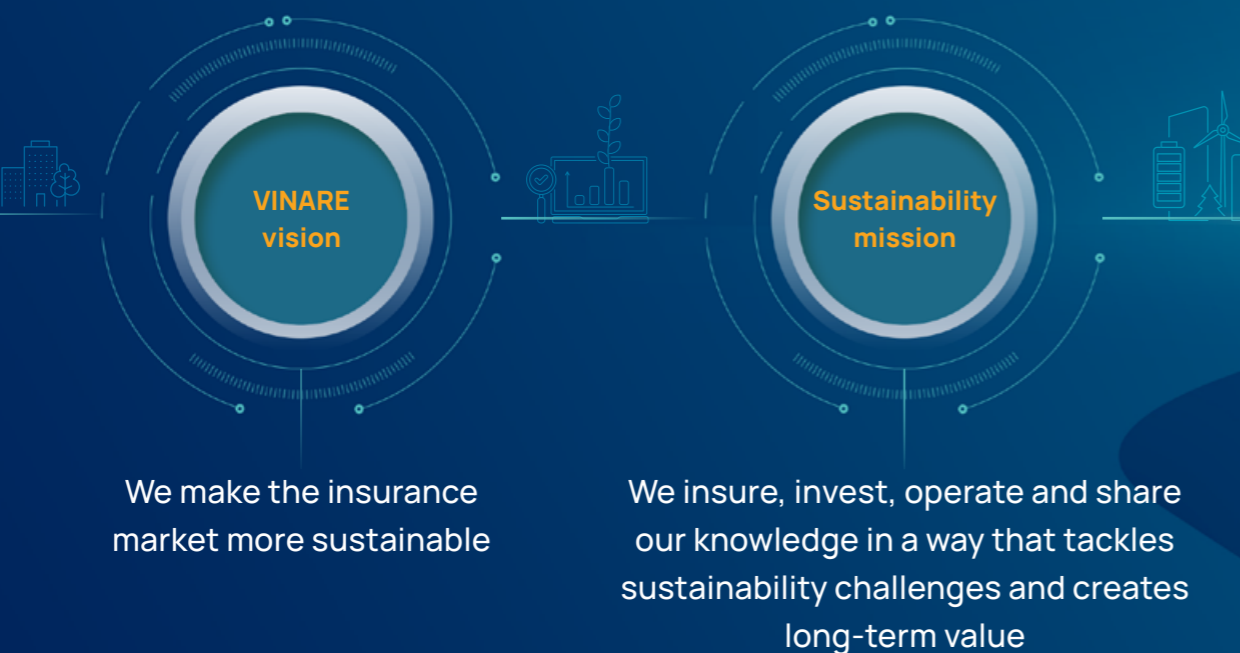 VINARE
vision
Sustainability
mission
We make the insurance
market more sustainable
We insure, invest, operate and share
our knowledge in a way that tackles
sustainability challenges and creates
long-term value